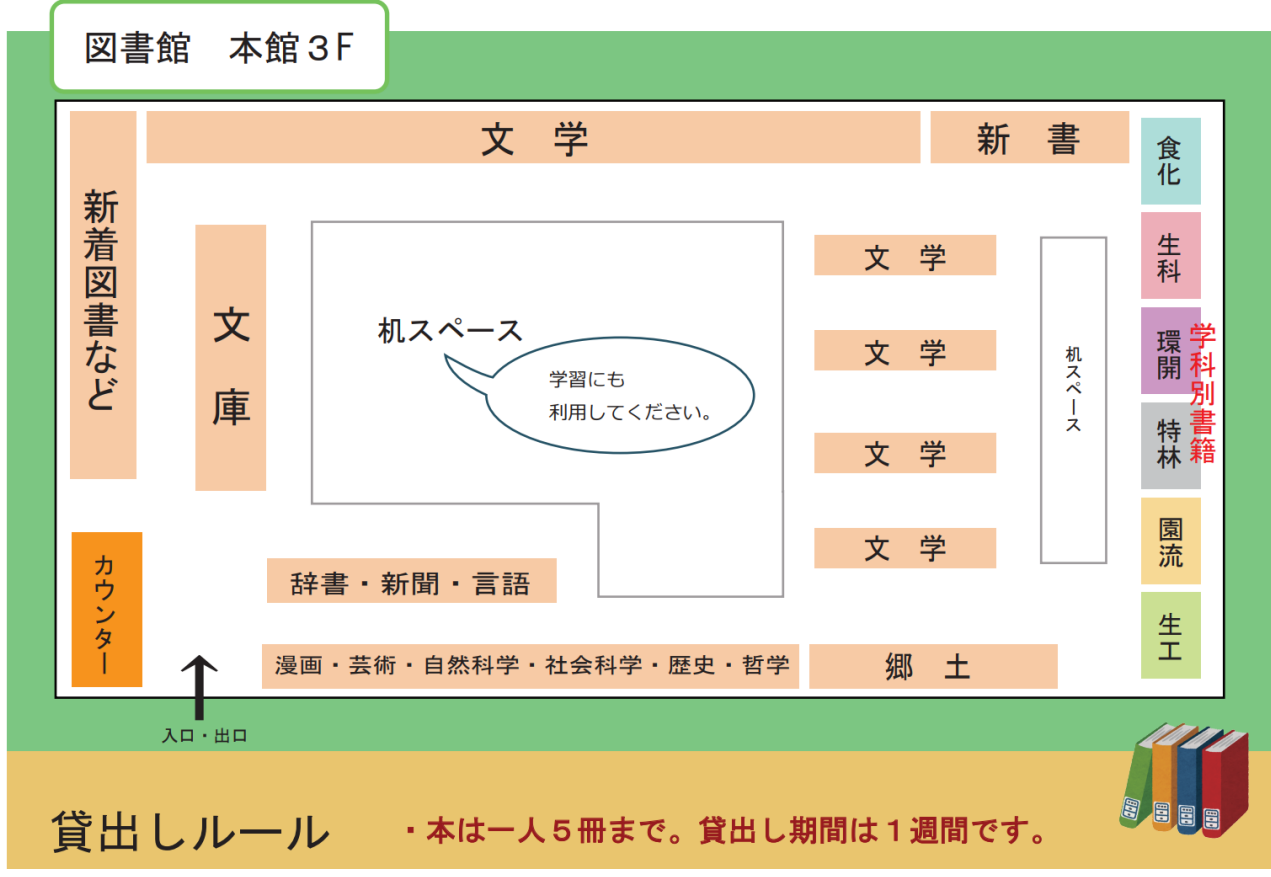 図書館　本館３F
文　学
新　書
食化
新着図書など
文庫
机スペース
学習にも
利用してください。
文　学
文　学
文　学
文　学
机スペース
生科
環開
特林
園流
生工
学科別書籍
カウンター
辞書・新聞・言語
漫画・芸術・自然科学・社会科学・歴史・哲学
郷　土
入口・出口
貸出しルール
・本は一人５冊まで。貸出し期間は１週間です。